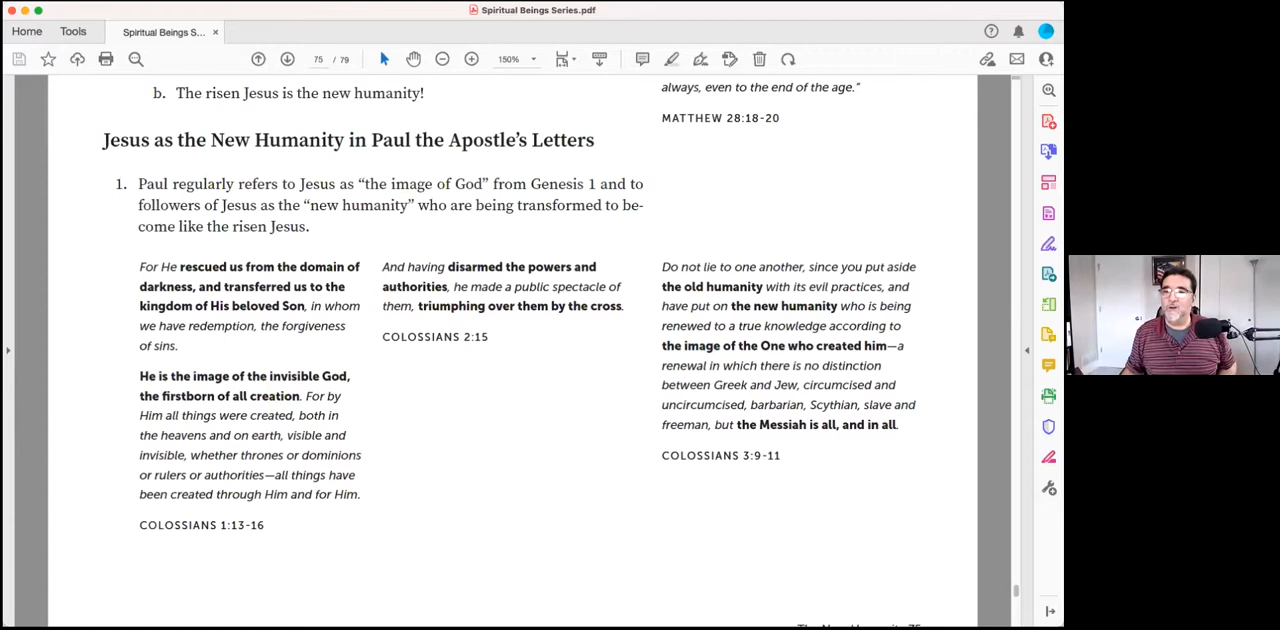 Spiritual Beings Series.pdf
Home
Tools
Spiritual Beings S...
75 / 79
150%
b. The risen Jesus is the new humanity!
always, even to the end of the age.”
MATTHEW 28:18-20
Jesus as the New Humanity in Paul the Apostle’s Letters
1. Paul regularly refers to Jesus as “the image of God” from Genesis 1 and to
followers of Jesus as the “new humanity” who are being transformed to be-
come like the risen Jesus.
For He rescued us from the domain of
darkness, and transferred us to the
kingdom of His beloved Son, in whom
we have redemption, the forgiveness
of sins.
He is the image of the invisible God,
the firstborn of all creation. For by
Him all things were created, both in
the heavens and on earth, visible and
invisible, whether thrones or dominions
or rulers or authorities—all things have
been created through Him and for Him.
COLOSSIANS 1:13-16
And having disarmed the powers and
authorities, he made a public spectacle of
them, triumphing over them by the cross.
COLOSSIANS 2:15
Do not lie to one another, since you put aside
the old humanity with its evil practices, and
have put on the new humanity who is being
renewed to a true knowledge according to
the image of the One who created him—a
renewal in which there is no distinction
between Greek and Jew, circumcised and
uncircumcised, barbarian, Scythian, slave and
freeman, but the Messiah is all, and in all.
COLOSSIANS 3:9-11
The New Humanity 75